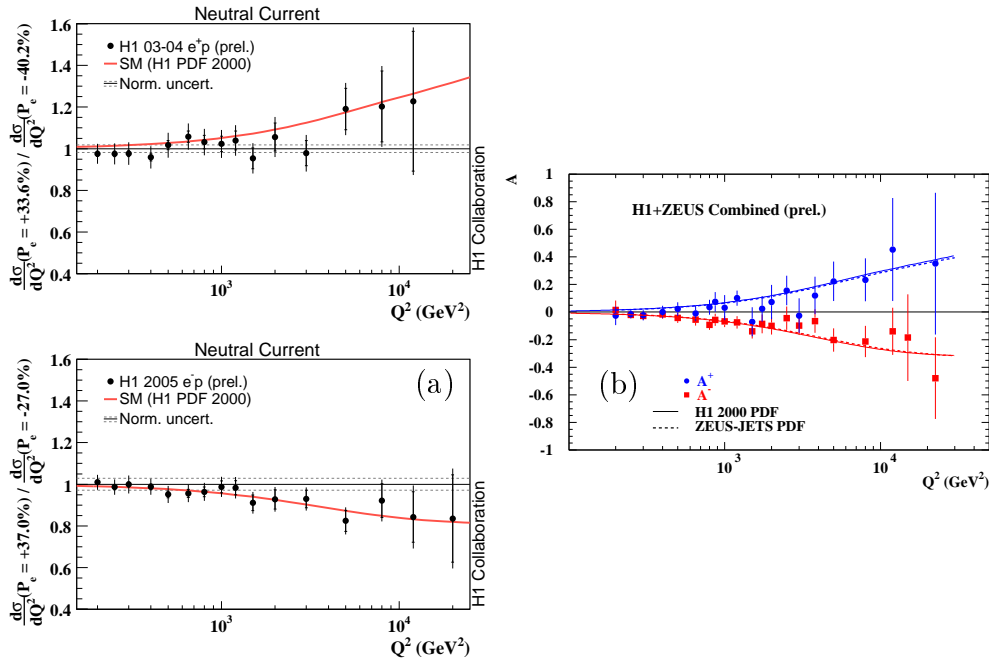 Neutral Current
dσ/dQ²(Pₑ = +33.6%) / dσ/dQ²(Pₑ = -40.2%)
1.6
1.4
1.2
1
0.8
0.6
0.4
H1 03-04 e⁺p (prel.)
SM (H1 PDF 2000)
Norm. uncert.
H1 Collaboration
10³
10⁴
Q² (GeV²)
Neutral Current
dσ/dQ²(Pₑ = +37.0%) / dσ/dQ²(Pₑ = -27.0%)
1.6
1.4
1.2
1
0.8
0.6
0.4
H1 2005 e⁻p (prel.)
SM (H1 PDF 2000)
Norm. uncert.
(a)
H1 Collaboration
10³
10⁴
Q² (GeV²)
A
1
0.8
0.6
0.4
0.2
0
-0.2
-0.4
-0.6
-0.8
-1
H1+ZEUS Combined (prel.)
(b)
A⁺
A⁻
H1 2000 PDF
ZEUS-JETS PDF
10³
10⁴
Q² (GeV²)